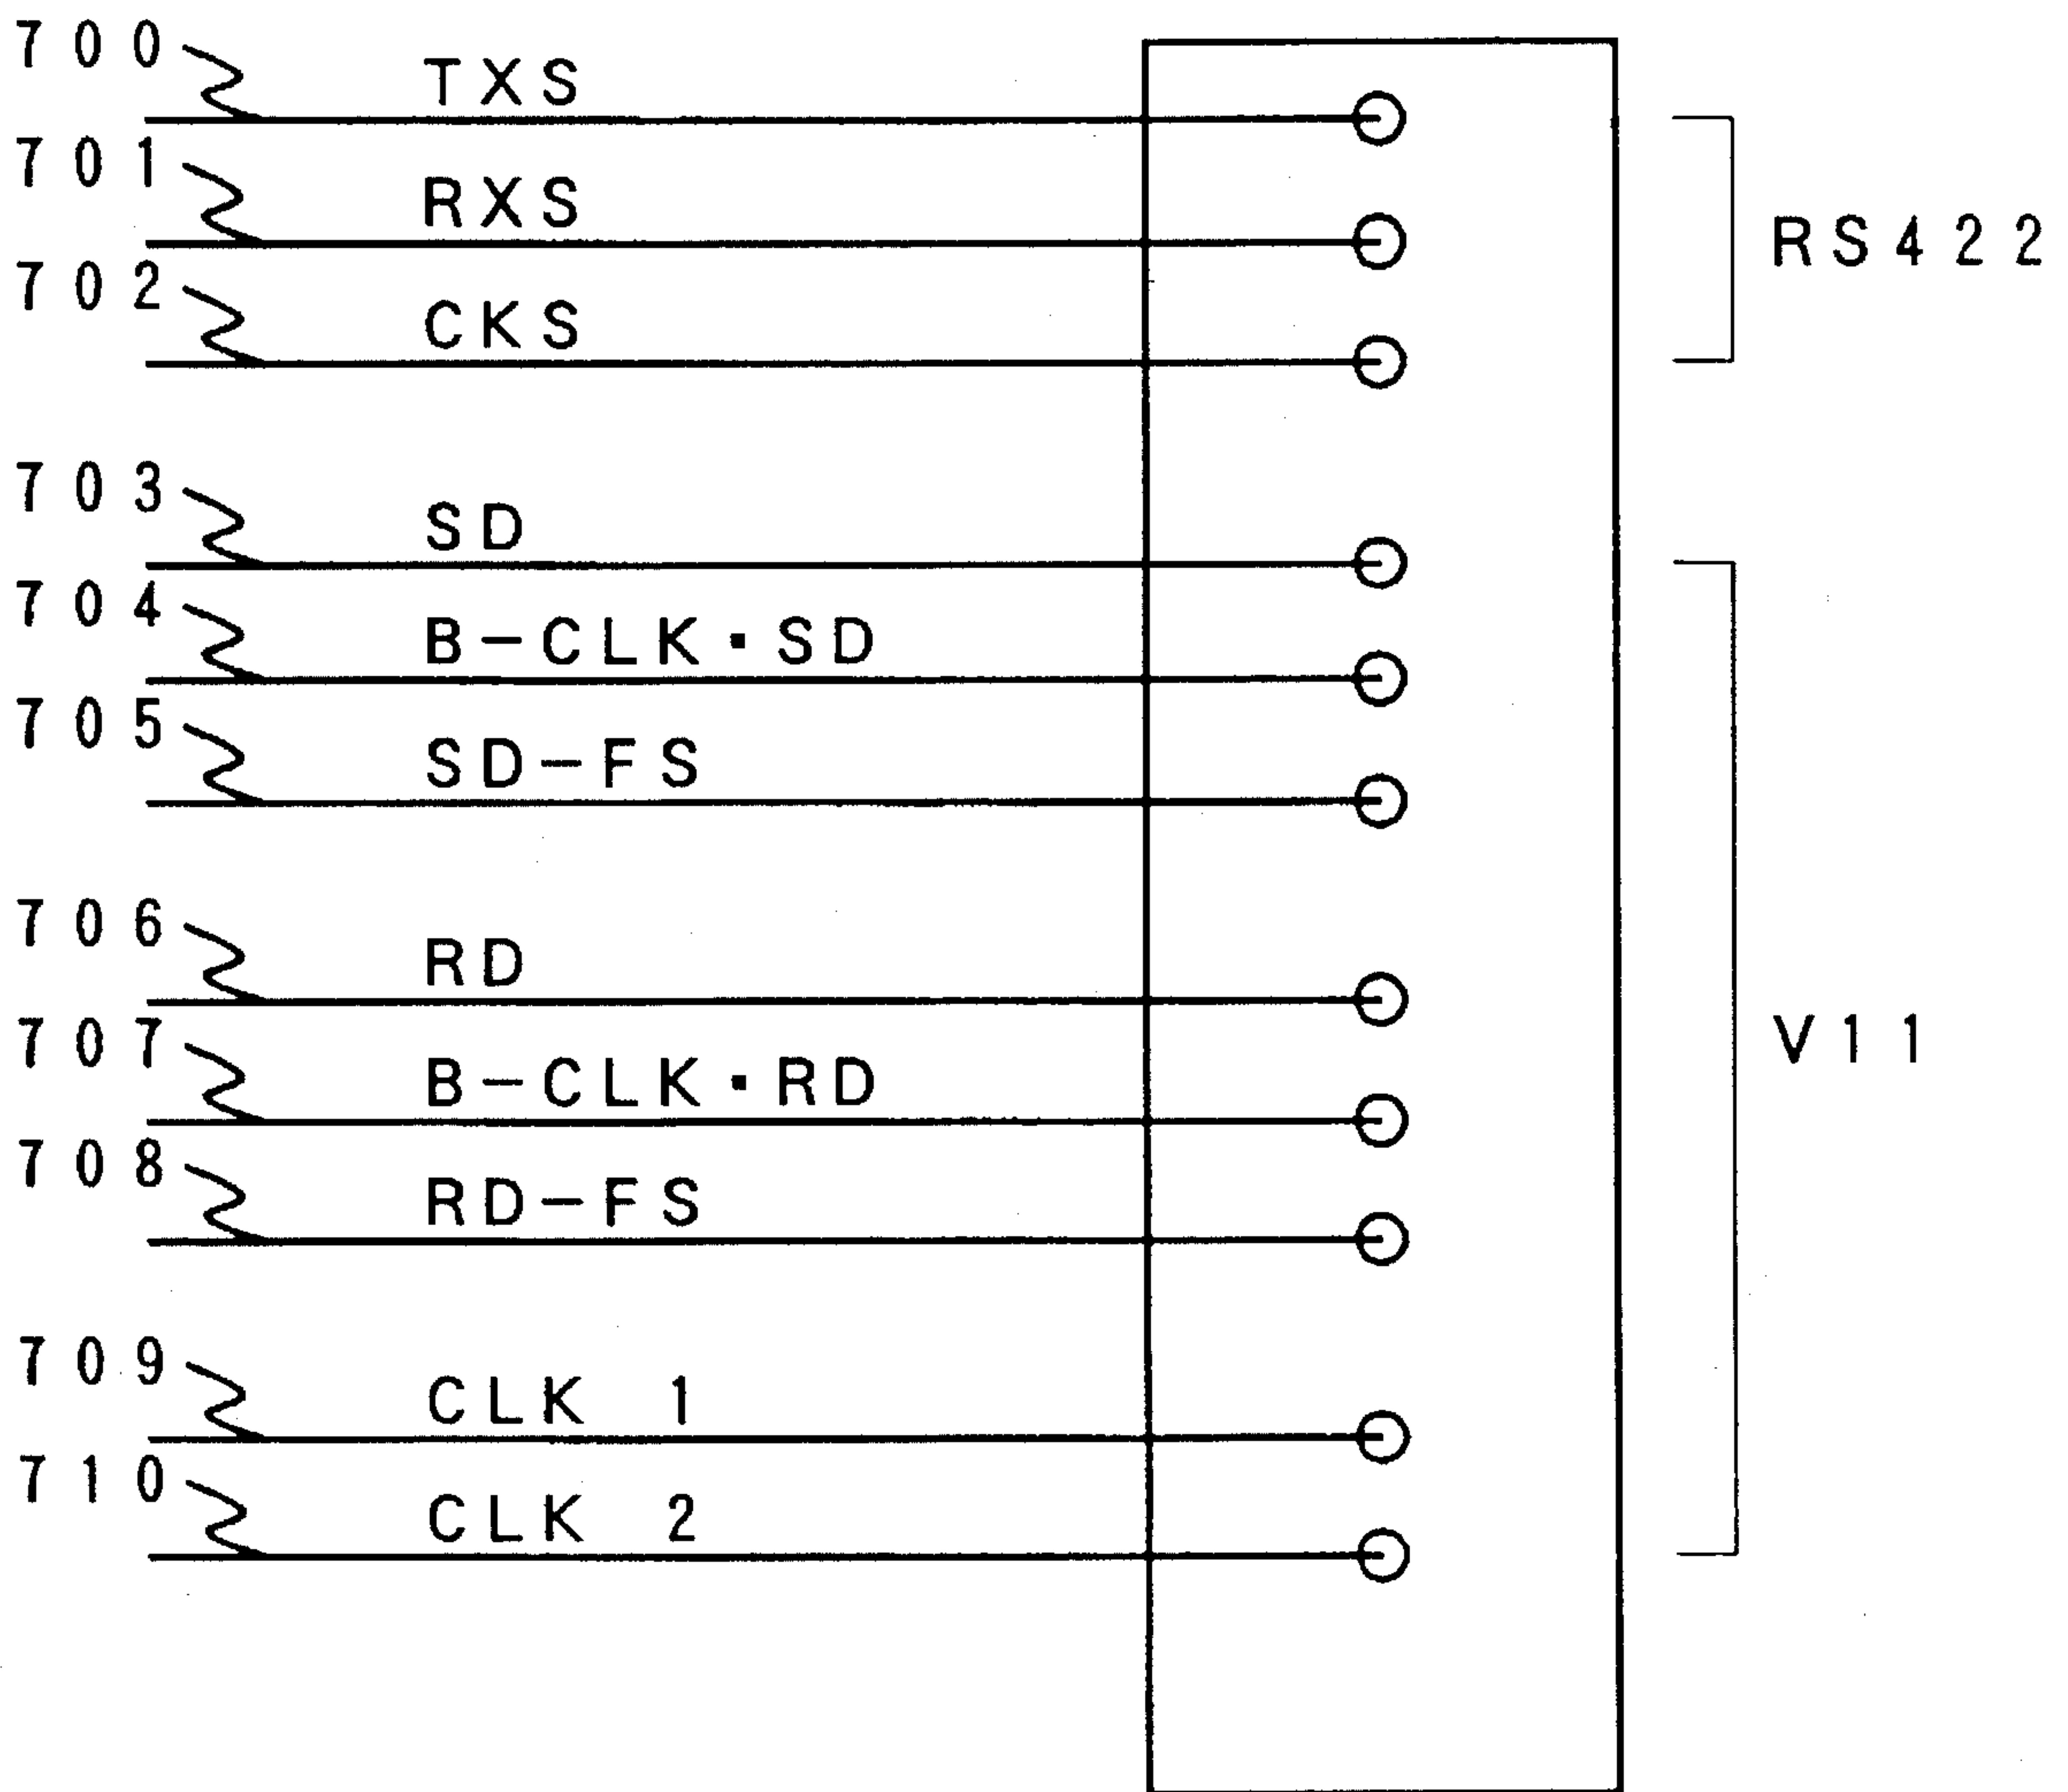 700
TXS
701
RXS
RS422
702
CKS
703
SD
704
B-CLK・SD
705
SD-FS
706
RD
707
B-CLK・RD
V11
708
RD-FS
709
CLK 1
710
CLK 2